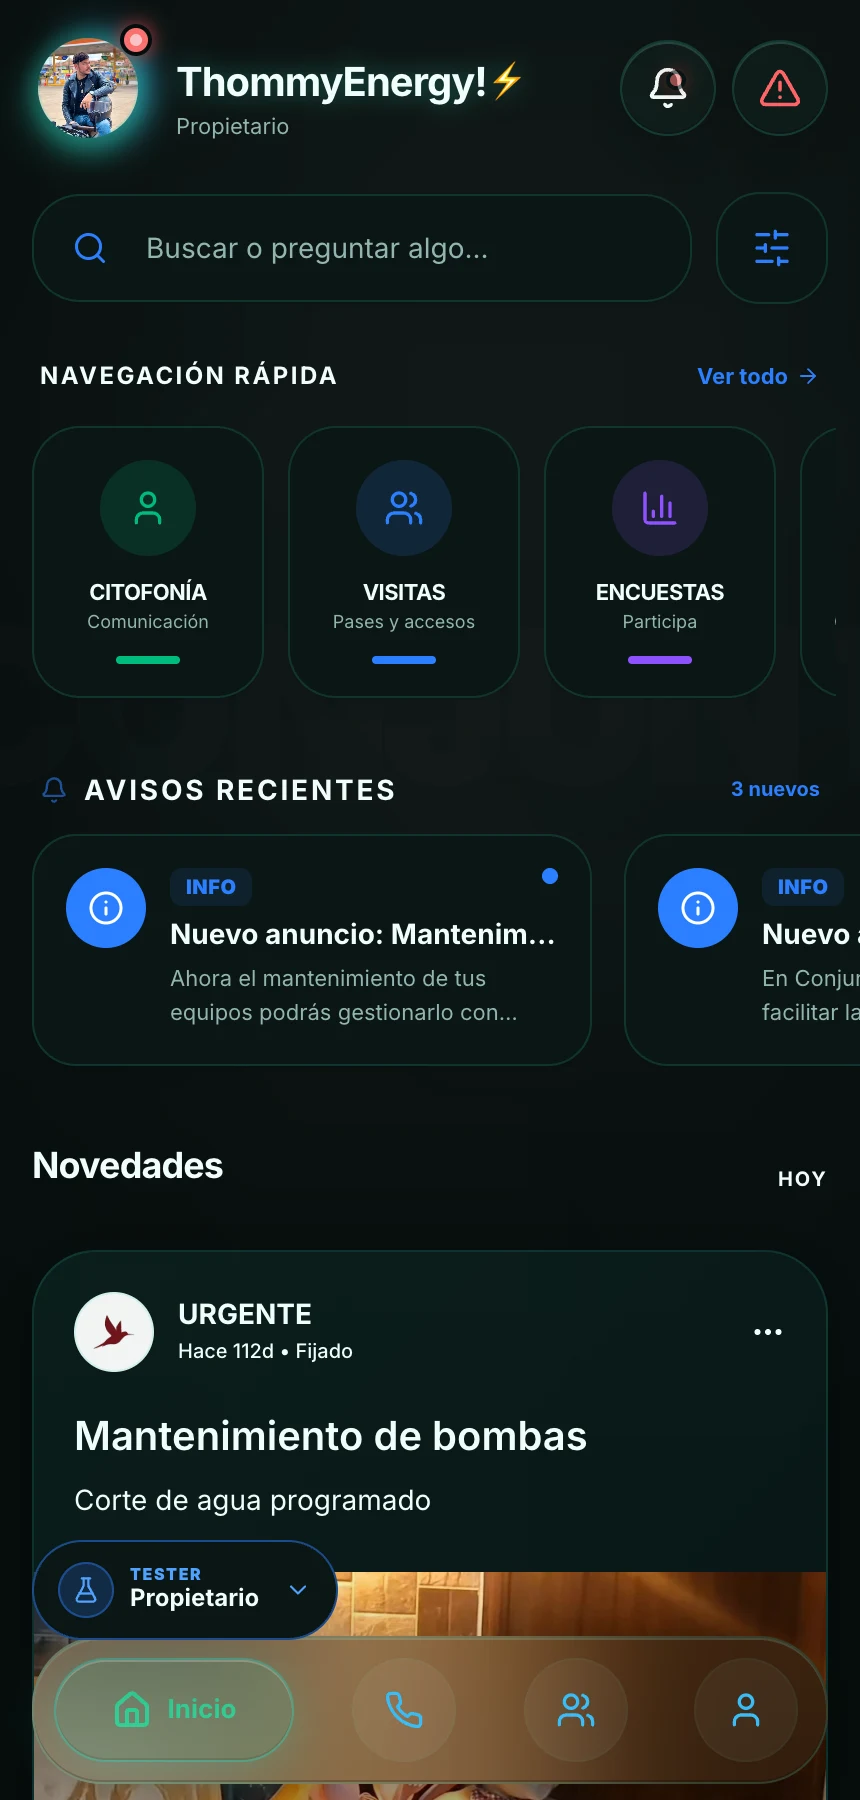 ThommyEnergy!⚡
Propietario
Buscar o preguntar algo...
NAVEGACIÓN RÁPIDA
Ver todo →
CITOFONÍA
Comunicación
VISITAS
Pases y accesos
ENCUESTAS
Participa
AVISOS RECIENTES
3 nuevos
INFO
Nuevo anuncio: Mantenim...
Ahora el mantenimiento de tus
equipos podrás gestionarlo con...
INFO
Nuevo
En
facilitar
Novedades
HOY
URGENTE
Hace 112d • Fijado
Mantenimiento de bombas
Corte de agua programado
TESTER
Propietario
Inicio